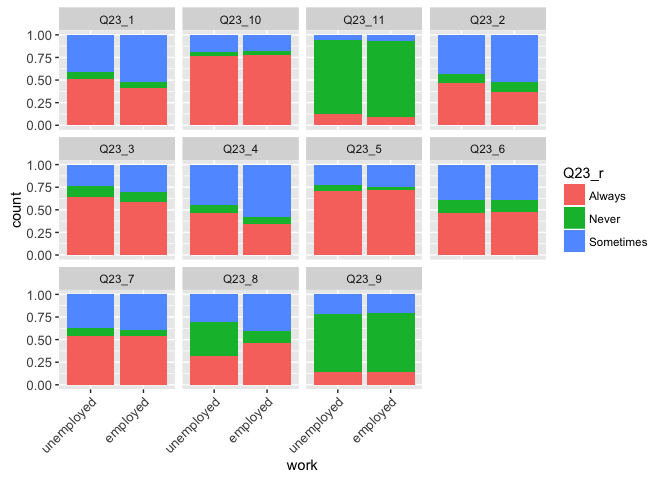 Q23_1
Q23_10
Q23_11
Q23_2
1.00
0.75
0.50
0.25
0.00
Q23_3
Q23_4
Q23_5
Q23_6
1.00
0.75
0.50
0.25
0.00
Q23_7
Q23_8
Q23_9
1.00
0.75
0.50
0.25
0.00
count
unemployed
employed
unemployed
employed
unemployed
employed
work
Q23_r
Always
Never
Sometimes